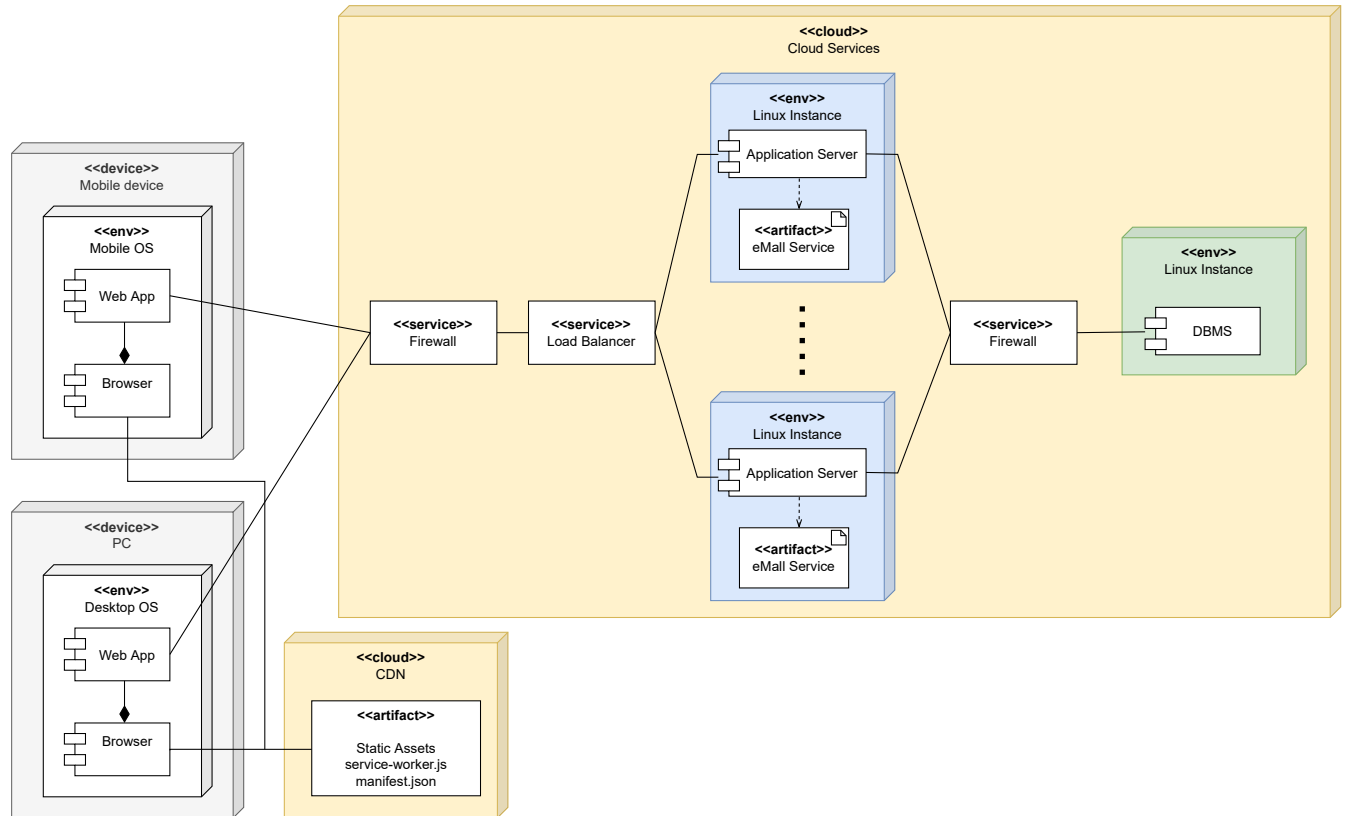 <<cloud>>
Cloud Services
<<env>>
Linux Instance
Application Server
<<artifact>>
eMall Service
<<device>>
Mobile device
<<env>>
Mobile OS
Web App
Browser
<<service>>
Firewall
<<service>>
Load Balancer
<<service>>
Firewall
<<env>>
Linux Instance
DBMS
<<env>>
Linux Instance
Application Server
<<artifact>>
eMall Service
<<device>>
PC
<<env>>
Desktop OS
Web App
Browser
<<cloud>>
CDN
<<artifact>>
Static Assets
service-worker.js
manifest.json